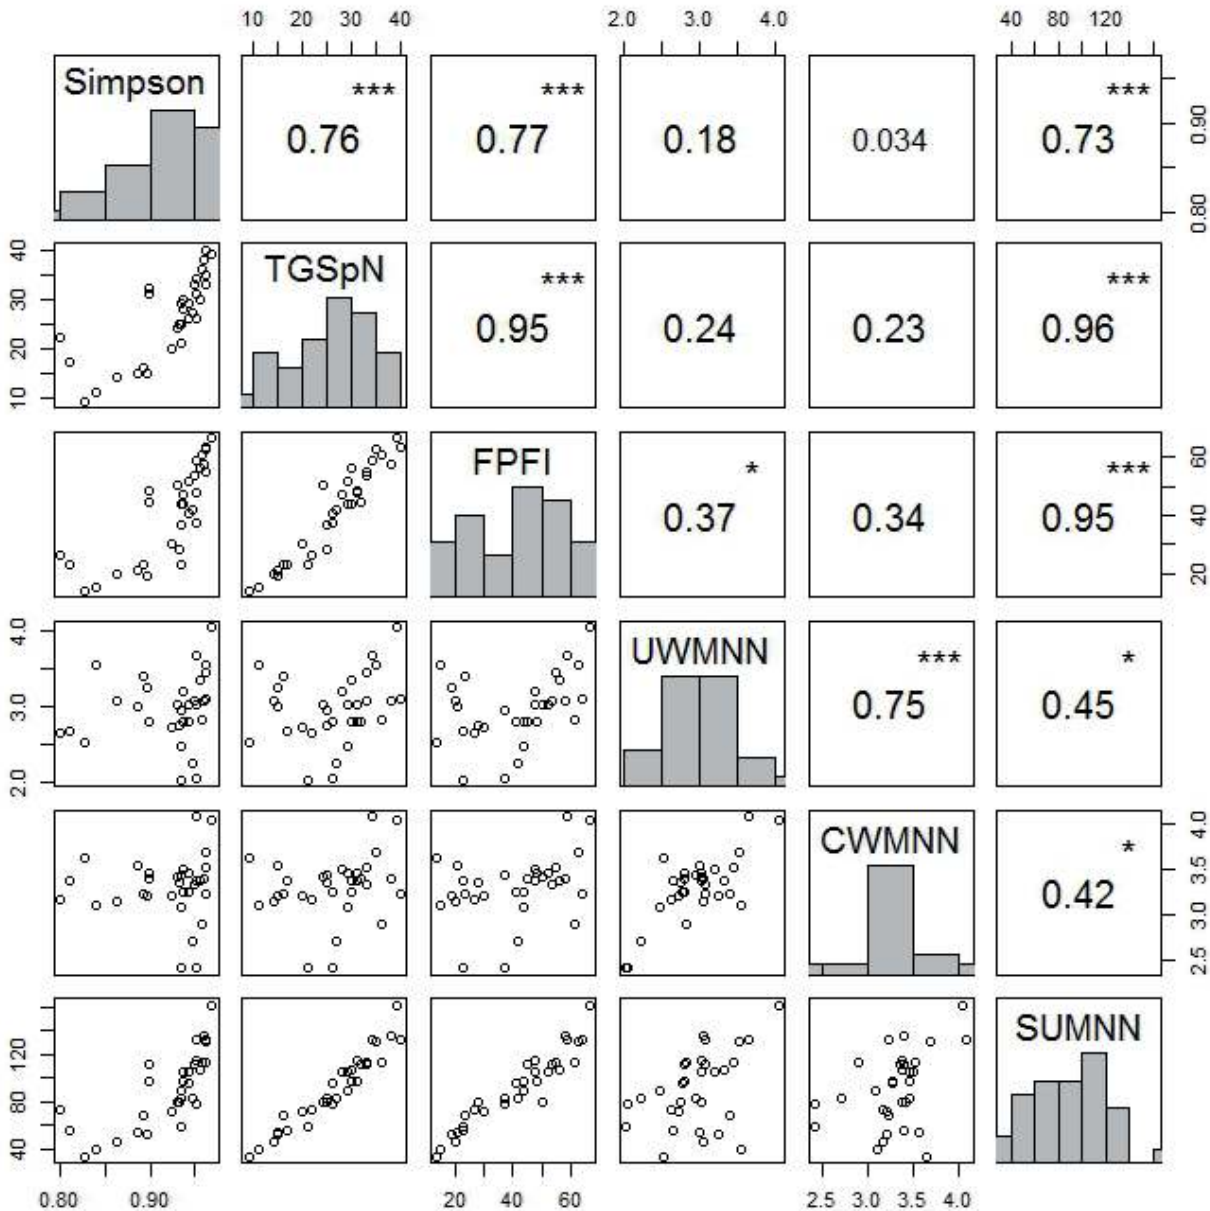 10 20 30 40 2.0 3.0 4.0 40 80 120
Simpson *** *** ***
0.76 0.77 0.18 0.034 0.73
0.80 0.90
TGSpN *** ***
0.95 0.24 0.23 0.96
10 20 30 40
FPFI * ***
0.37 0.34 0.95
20 40 60
UWMNN *** *
0.75 0.45
2.0 3.0 4.0
CWMNN *
0.42
2.5 3.0 3.5 4.0
SUMNN
40 80 120
0.80 0.90 20 40 60 2.5 3.0 3.5 4.0